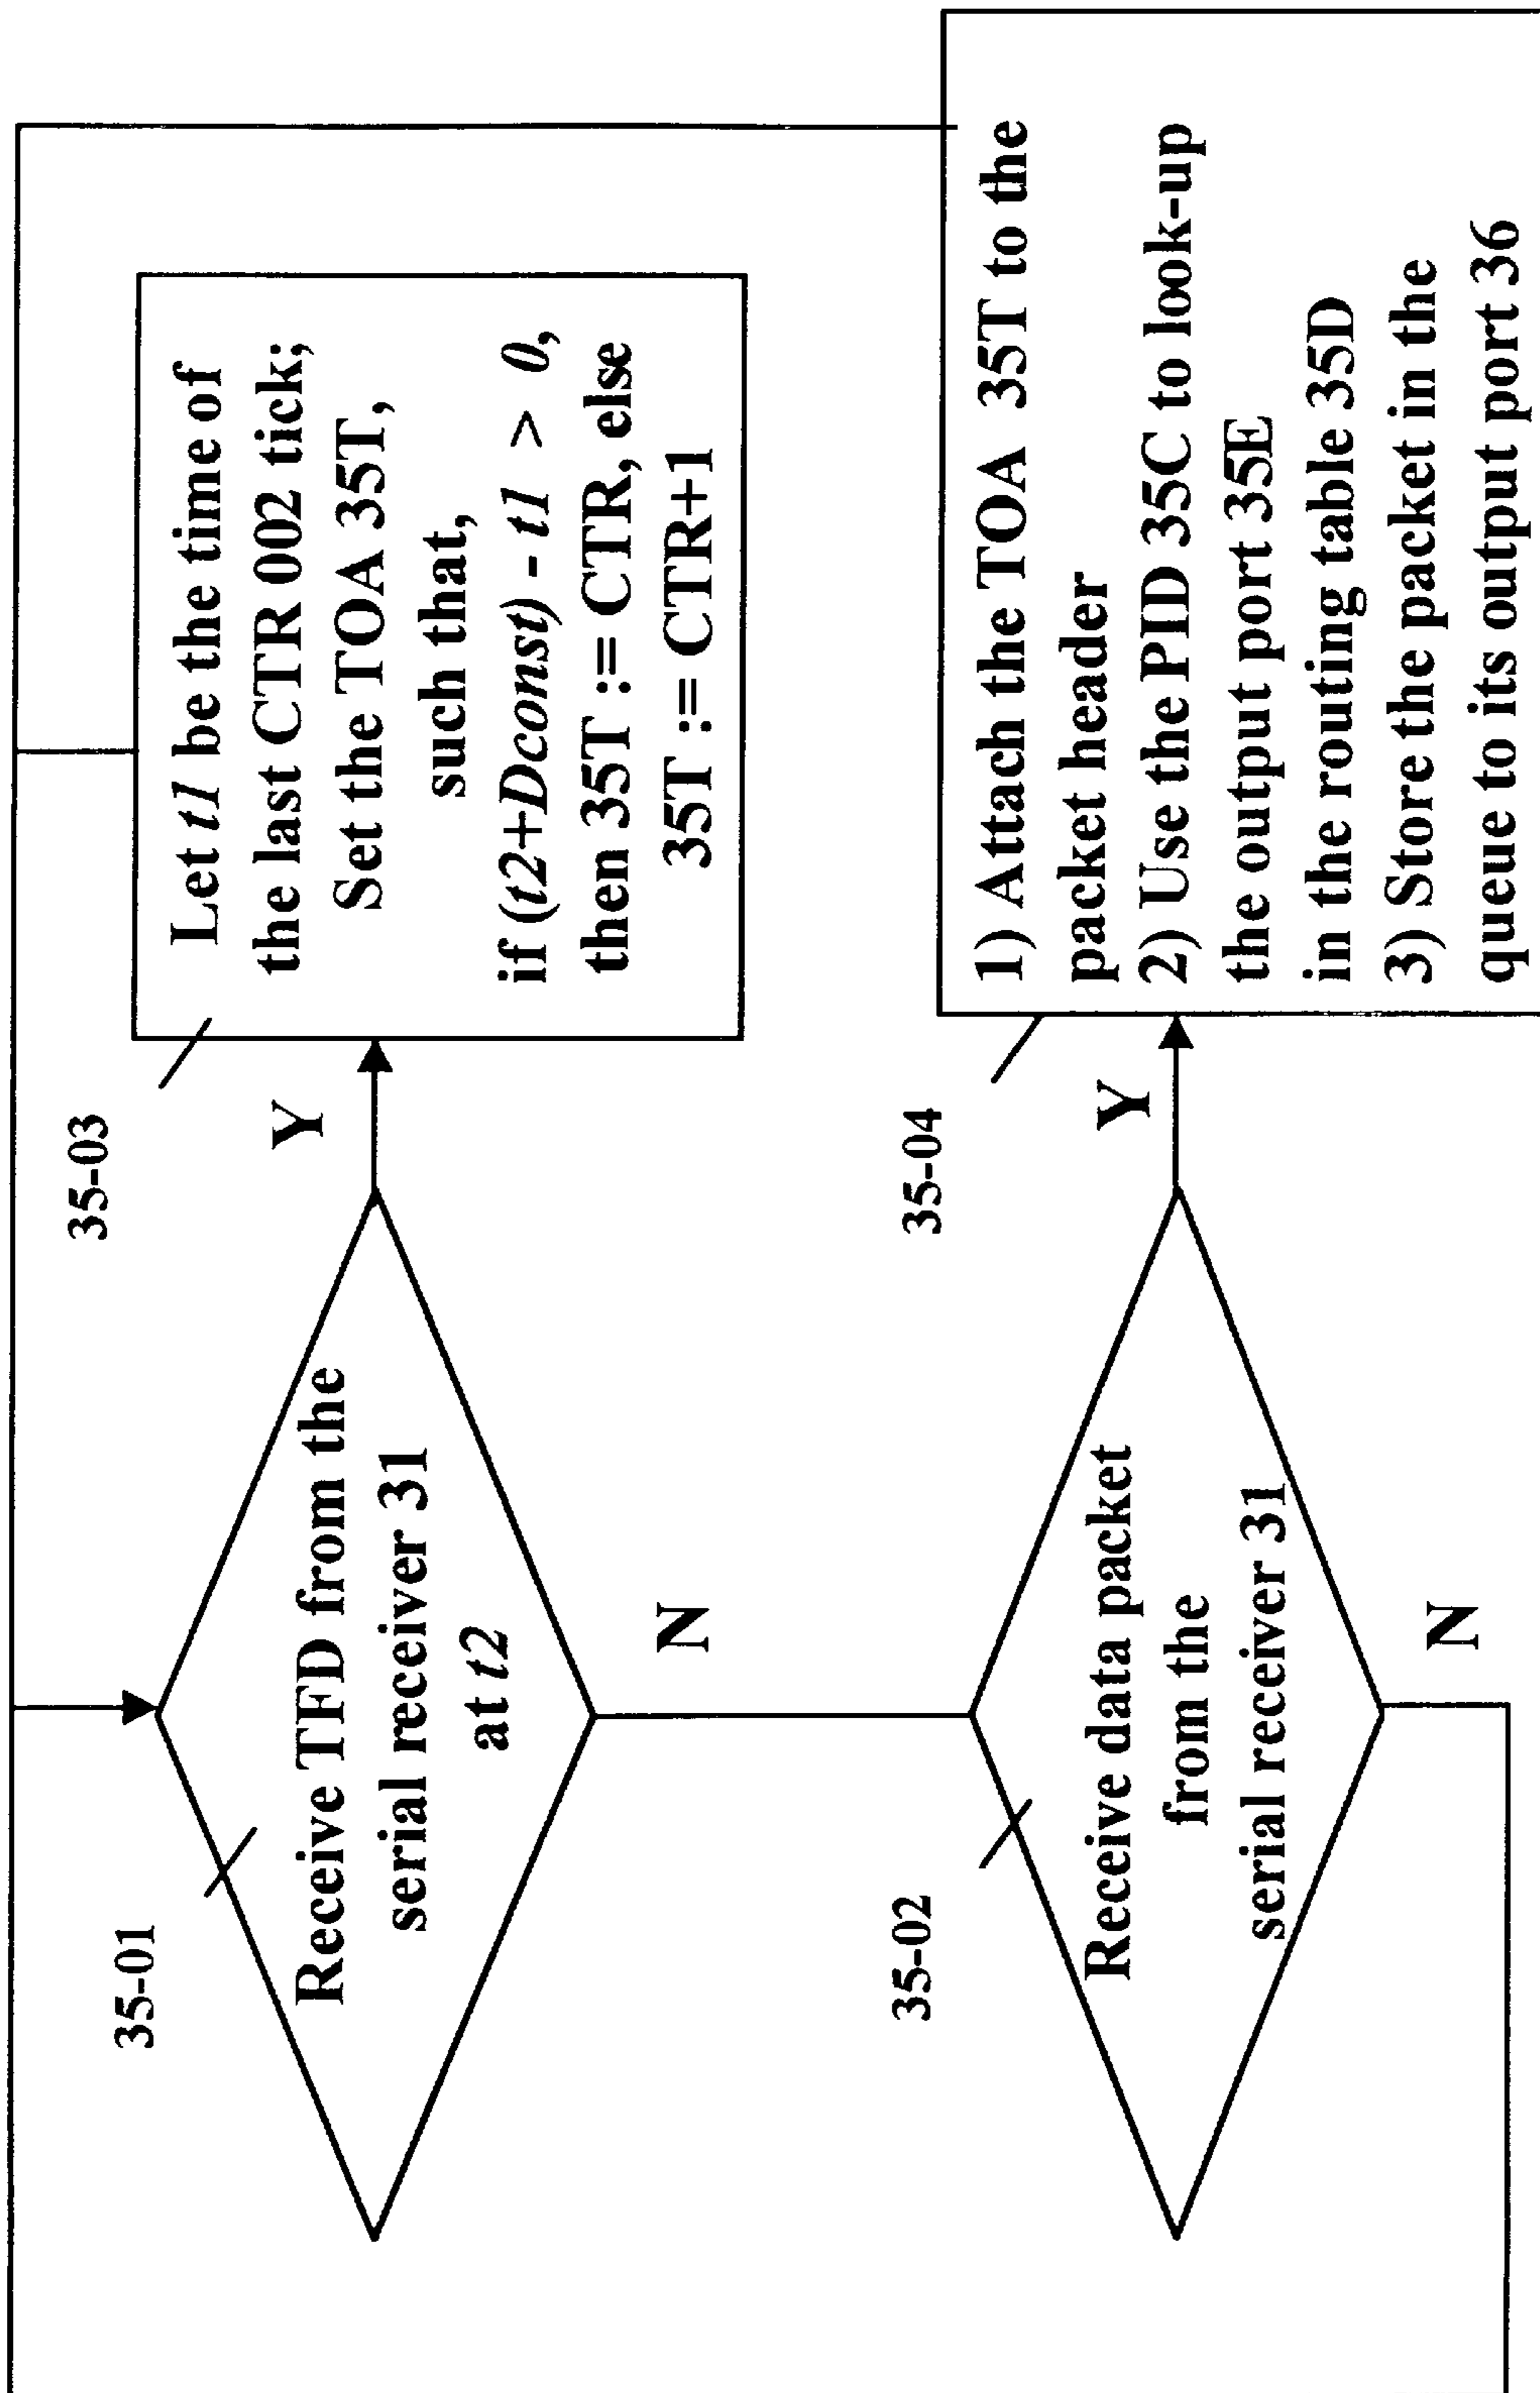 35-01
Receive TFD from the
serial receiver 31
at t2
Y
N
35-03
Let t1 be the time of
the last CTR 002 tick;
Set the TOA 35T,
such that,
if (t2+Dconst) - t1 > 0,
then 35T := CTR, else
35T := CTR+1
35-02
Receive data packet
from the
serial receiver 31
Y
N
35-04
1) Attach the TOA 35T to the
packet header
2) Use the PID 35C to look-up
the output port 35E
in the routing table 35D
3) Store the packet in the
queue to its output port 36